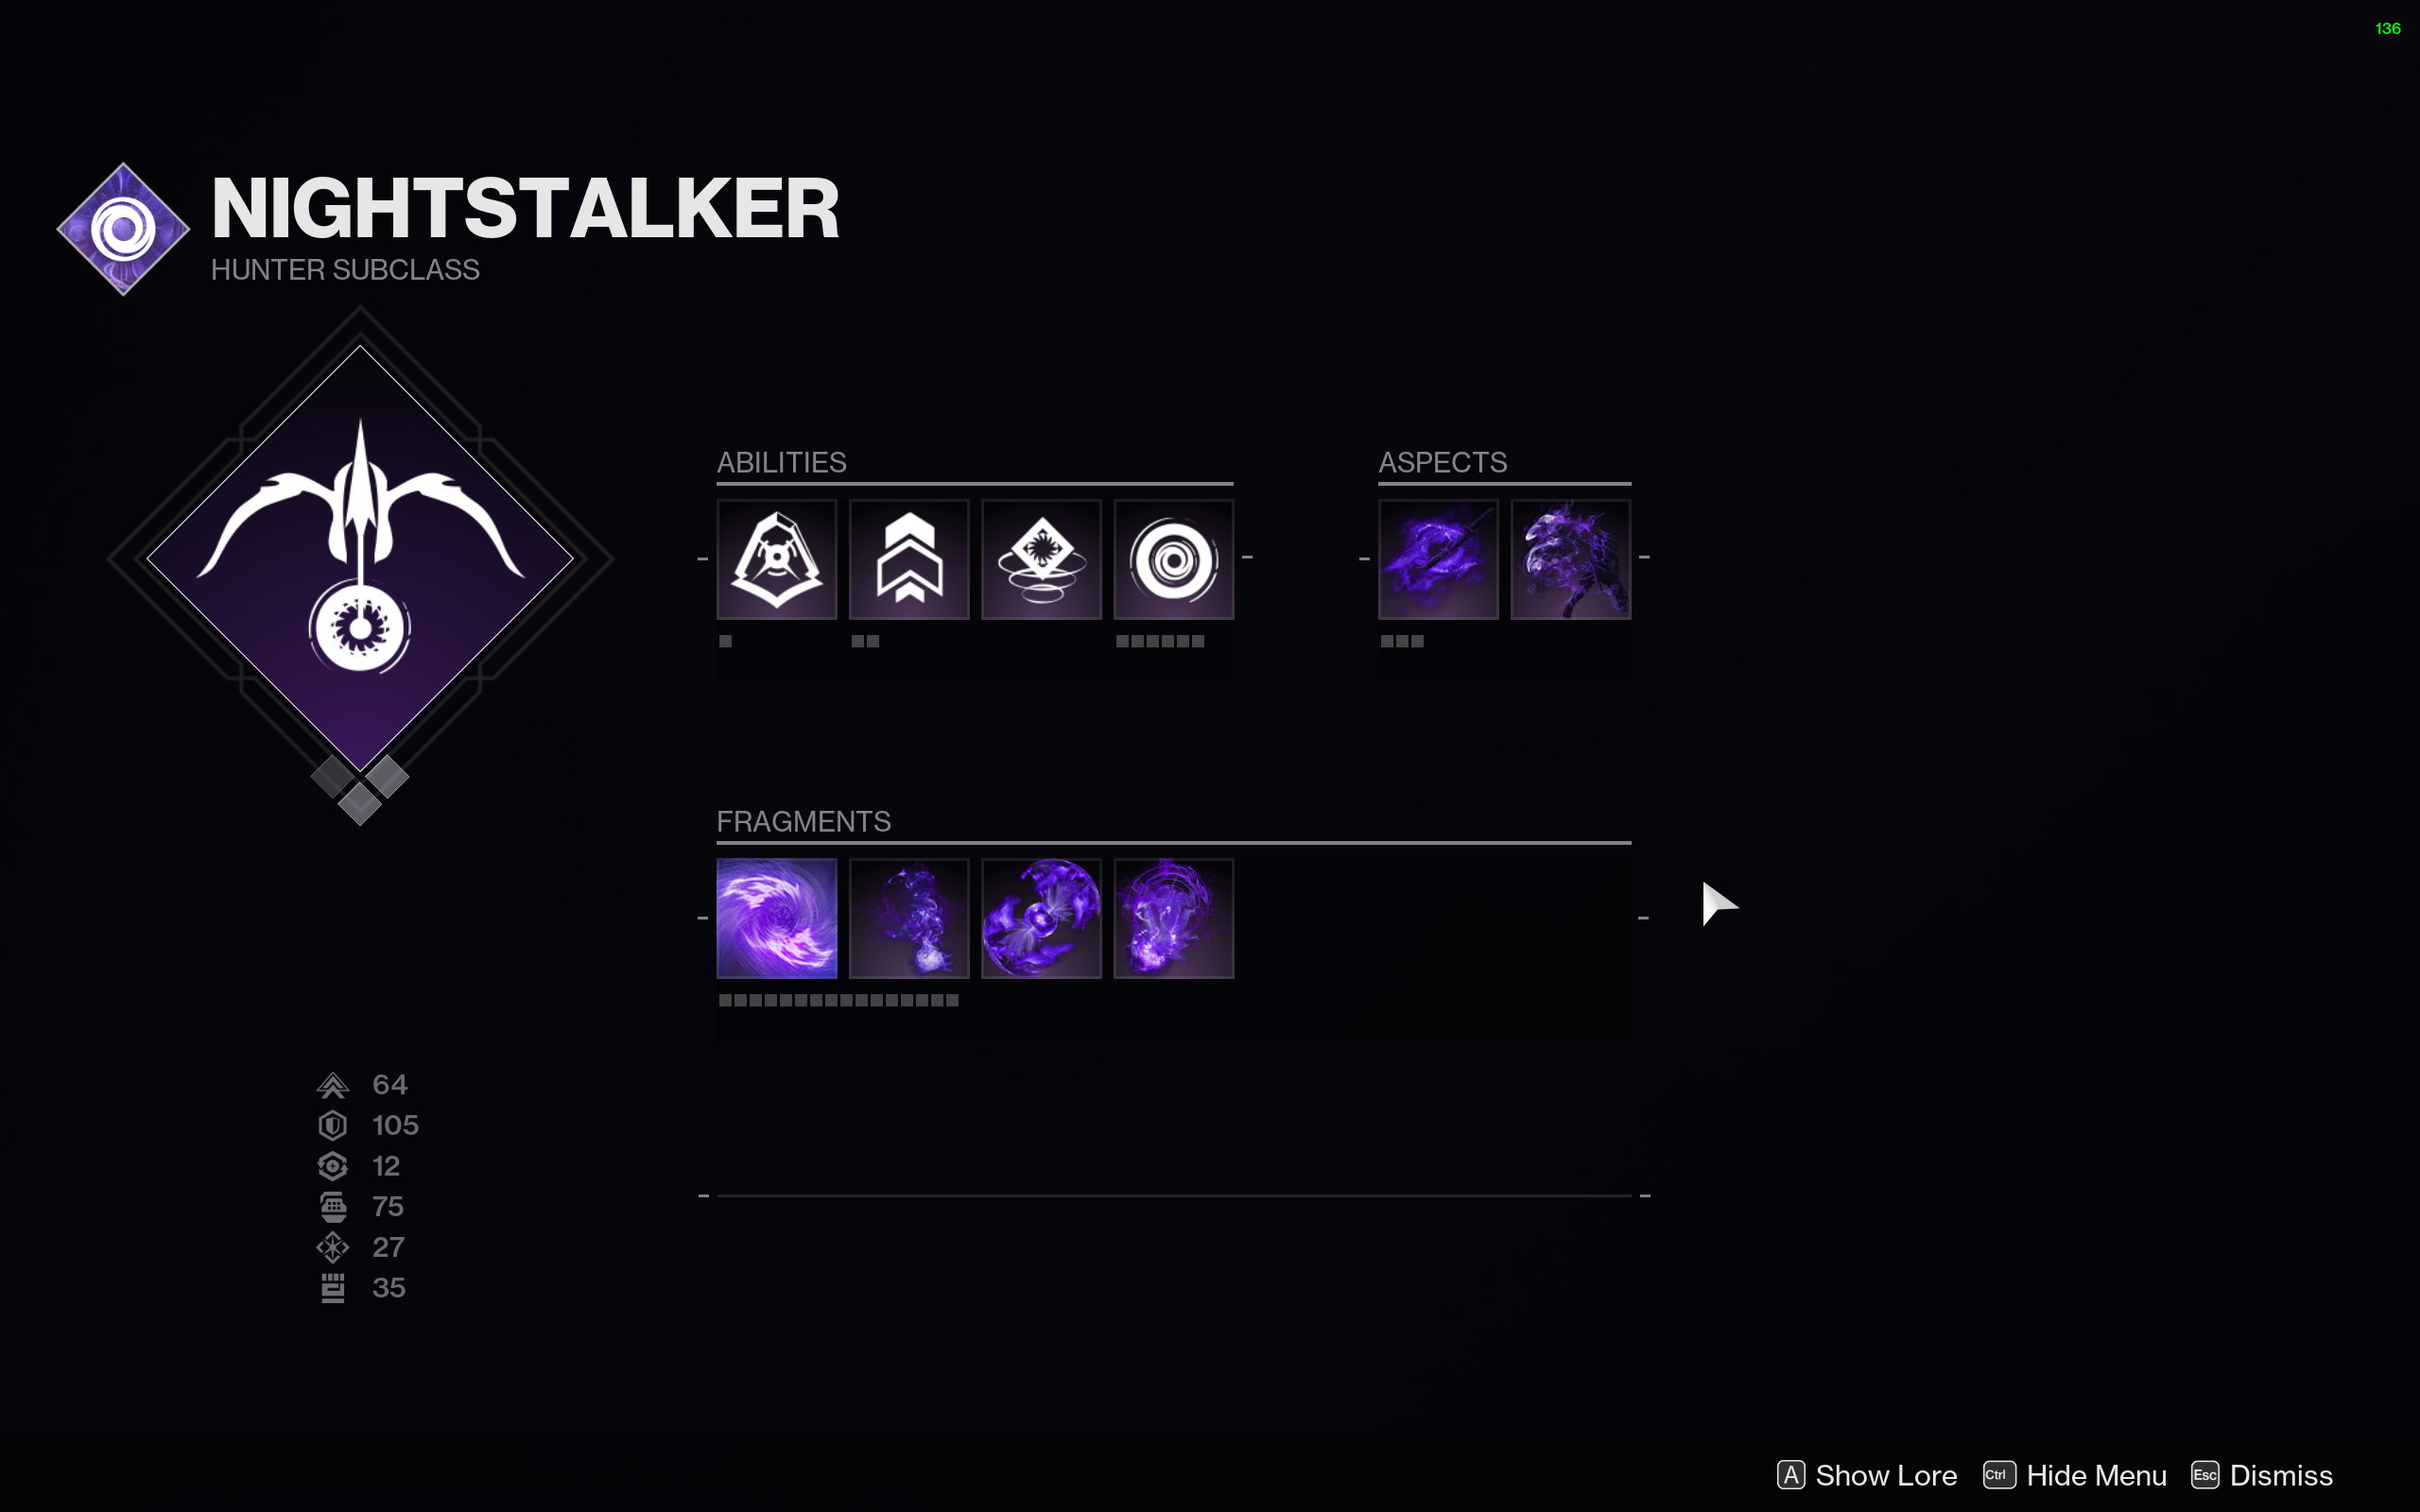 136
NIGHTSTALKER
HUNTER SUBCLASS
ABILITIES
ASPECTS
FRAGMENTS
64
105
12
75
27
35
A Show Lore Ctrl Hide Menu Esc Dismiss